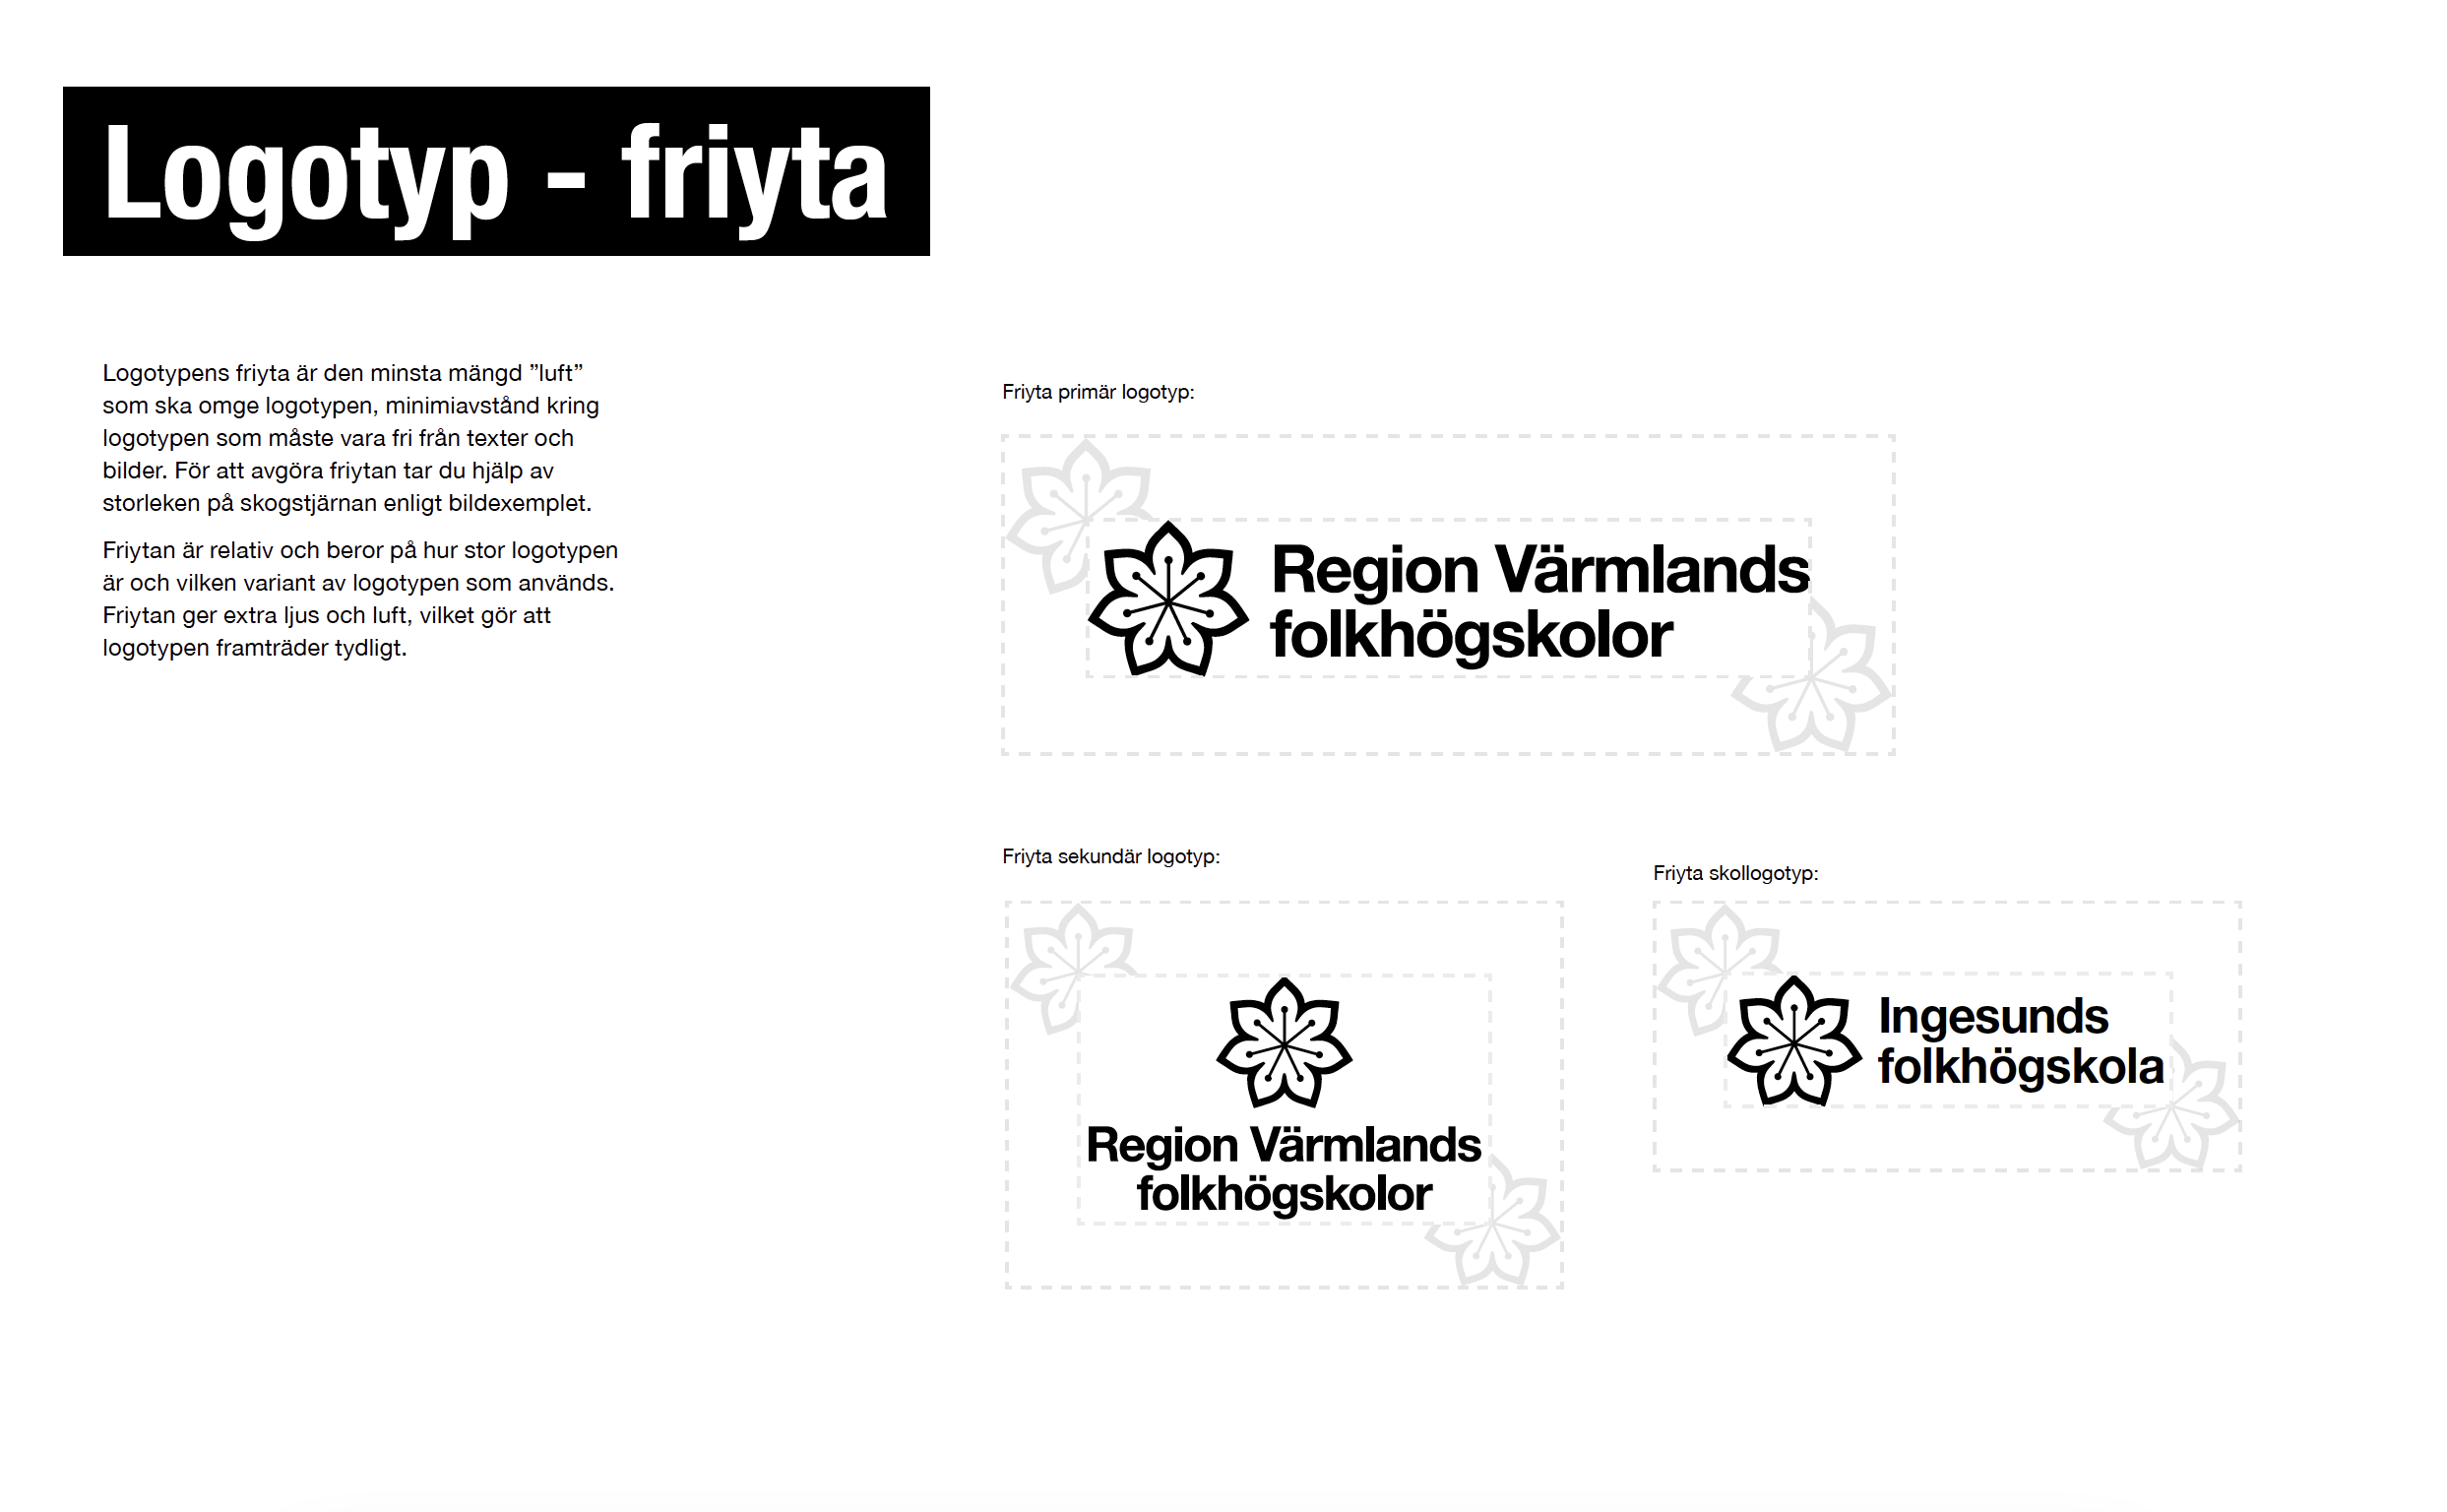 Logotyp - friyta
Logotypens friyta är den minsta mängd ”luft”
som ska omge logotypen, minimiavstånd kring
logotypen som måste vara fri från texter och
bilder. För att avgöra friytan tar du hjälp av
storleken på skogstjärnan enligt bildexemplet.
Friytan är relativ och beror på hur stor logotypen
är och vilken variant av logotypen som används.
Friytan ger extra ljus och luft, vilket gör att
logotypen framträder tydligt.
Friyta primär logotyp:
Region Värmlands
folkhögskolor
Friyta sekundär logotyp:
Region Värmlands
folkhögskolor
Friyta skollogotyp:
Ingesunds
folkhögskola